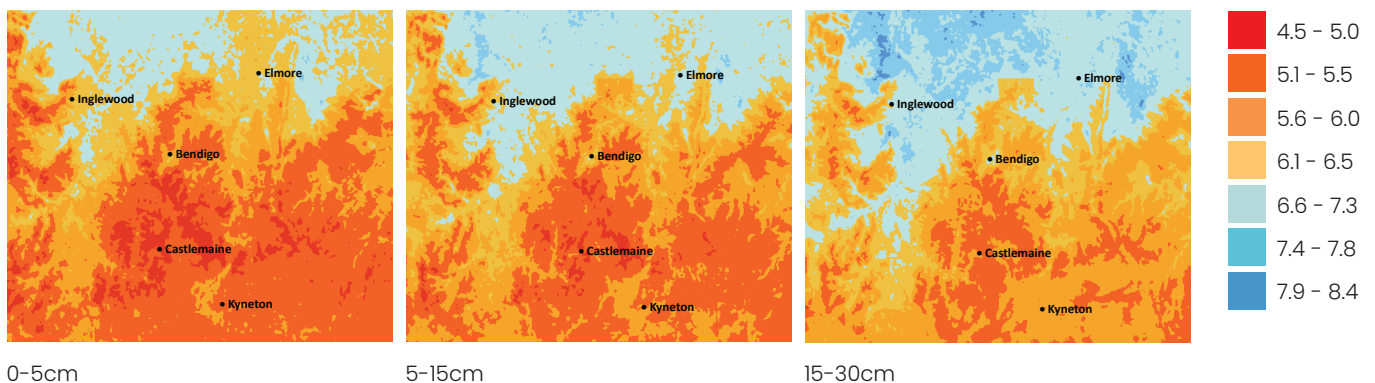 Elmore
Inglewood
Bendigo
Castlemaine
Kyneton
0-5cm
Elmore
Inglewood
Bendigo
Castlemaine
Kyneton
5-15cm
Elmore
Inglewood
Bendigo
Castlemaine
Kyneton
15-30cm
4.5 - 5.0
5.1 - 5.5
5.6 - 6.0
6.1 - 6.5
6.6 - 7.3
7.4 - 7.8
7.9 - 8.4